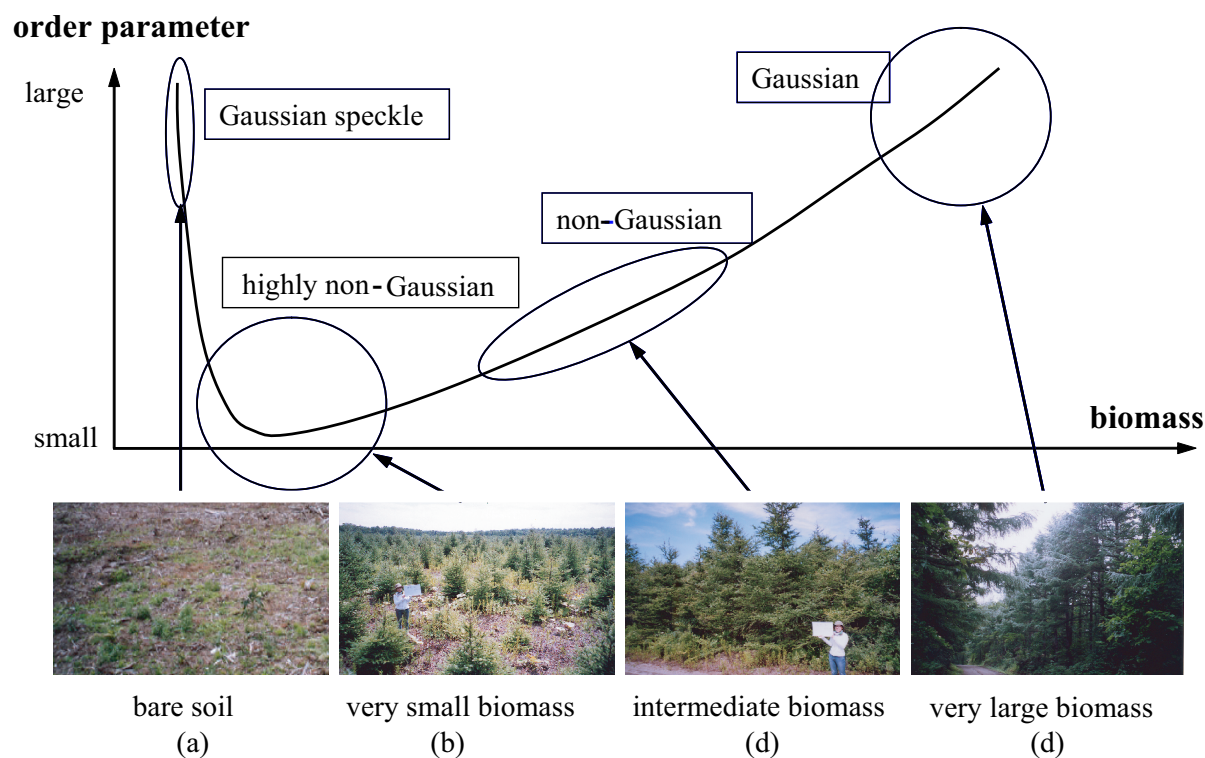 order parameter
large
Gaussian speckle
Gaussian
non-Gaussian
highly non-Gaussian
small
biomass
bare soil
very small biomass
intermediate biomass
very large biomass
(a)
(b)
(d)
(d)